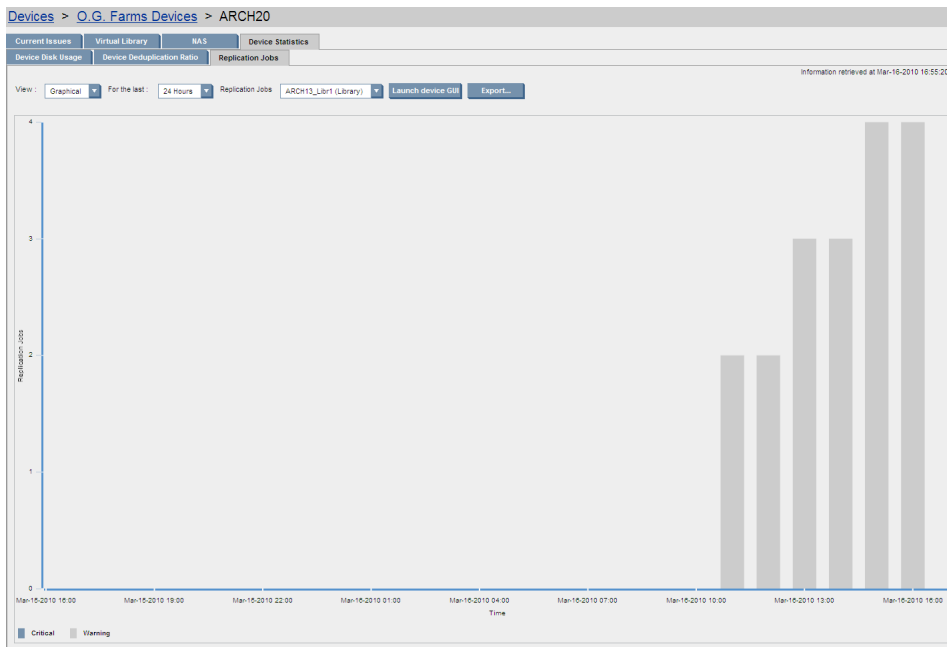 Devices > O.G. Farms Devices > ARCH20
Current Issues Virtual Library NAS Device Statistics
Device Disk Usage Device Deduplication Ratio Replication Jobs
Information retrieved at Mar-16-2010 16:55:20
View : Graphical For the last : 24 Hours Replication Jobs ARCH13_Libr1 (Library) Launch device GUI Export...
4
3
2
1
0
Replication Jobs
Mar-15-2010 16:00 Mar-15-2010 19:00 Mar-15-2010 22:00 Mar-16-2010 01:00 Mar-16-2010 04:00 Mar-16-2010 07:00 Mar-16-2010 10:00 Mar-16-2010 13:00 Mar-16-2010 16:00
Time
Critical Warning